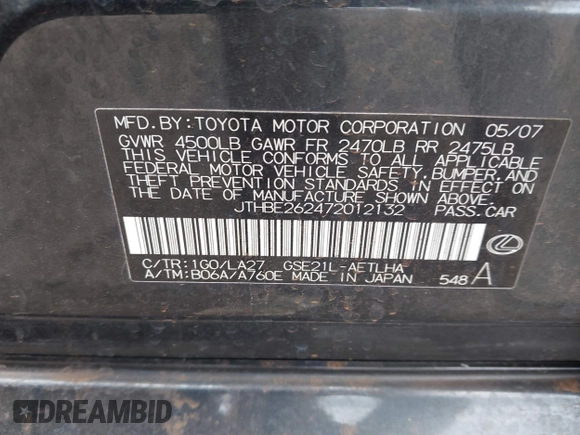 MFD.BY:TOYOTA MOTOR CORPORATION 05/07
GVWR 4500LB GAWR FR 2470LB RR 2475LB
THIS VEHICLE CONFORMS TO ALL APPLICABLE
FEDERAL MOTOR VEHICLE SAFETY,BUMPER,AND
THEFT PREVENTION STANDARDS IN EFFECT ON
THE DATE OF MANUFACTURE SHOWN ABOVE.
JTHBE262472012132 PASS.CAR
C/TR:1G0/LA27 GSE21L-AETLHA
A/TM:B06A/A760E MADE IN JAPAN 548 A
DREAMBID